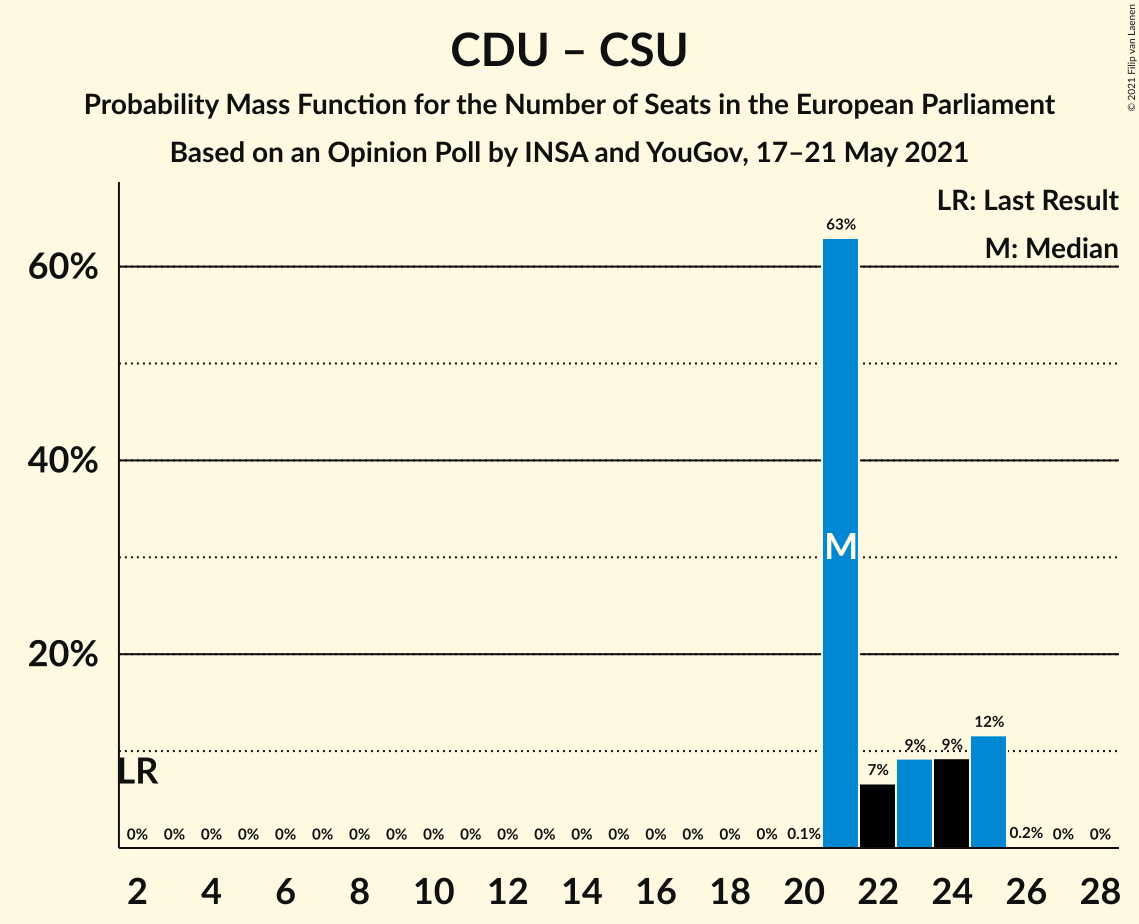 CDU – CSU
Probability Mass Function for the Number of Seats in the European Parliament
Based on an Opinion Poll by INSA and YouGov, 17–21 May 2021
© 2021 Filip van Laenen
LR: Last Result
M: Median
63%
60%
40%
M
20%
12%
9% 9%
7%
LR
0% 0% 0% 0% 0% 0% 0% 0% 0% 0% 0% 0% 0% 0% 0% 0% 0% 0% 0.1% 0.2% 0% 0%
2 4 6 8 10 12 14 16 18 20 22 24 26 28